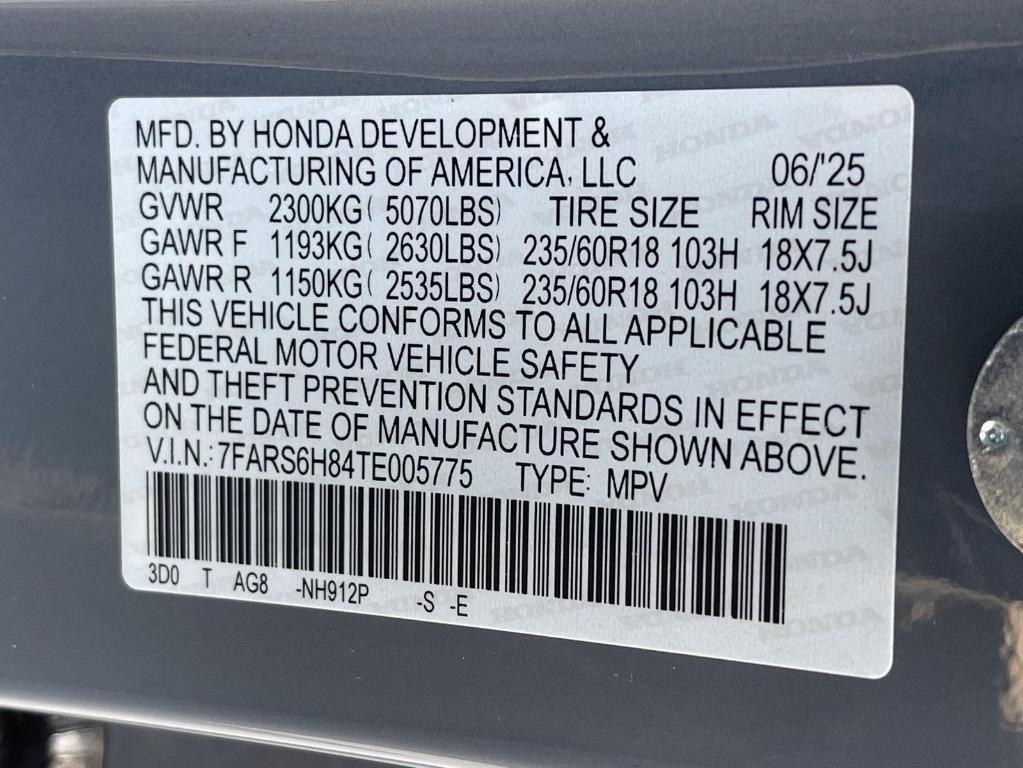 MFD. BY HONDA DEVELOPMENT &
MANUFACTURING OF AMERICA, LLC 06/'25
GVWR 2300KG( 5070LBS) TIRE SIZE RIM SIZE
GAWR F 1193KG( 2630LBS) 235/60R18 103H 18X7.5J
GAWR R 1150KG( 2535LBS) 235/60R18 103H 18X7.5J
THIS VEHICLE CONFORMS TO ALL APPLICABLE
FEDERAL MOTOR VEHICLE SAFETY
AND THEFT PREVENTION STANDARDS IN EFFECT
ON THE DATE OF MANUFACTURE SHOWN ABOVE.
V.I.N.: 7FARS6H84TE005775 TYPE: MPV
3D0 T AG8 -NH912P -S -E